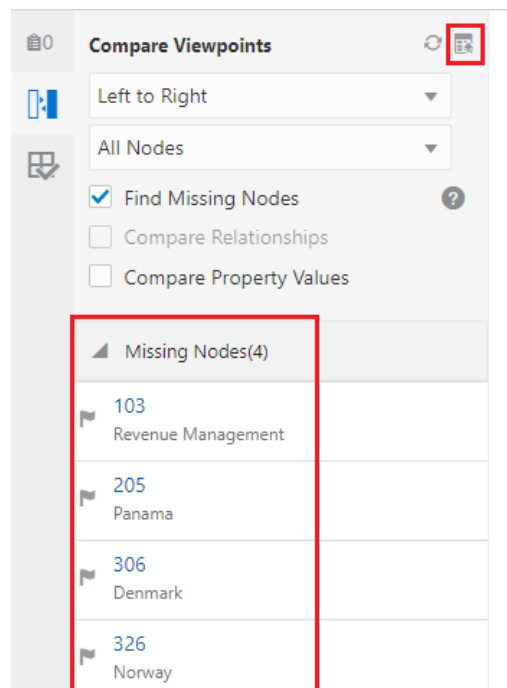 0
Compare Viewpoints
Left to Right
All Nodes
Find Missing Nodes
?
Compare Relationships
Compare Property Values
Missing Nodes(4)
103
Revenue Management
205
Panama
306
Denmark
326
Norway